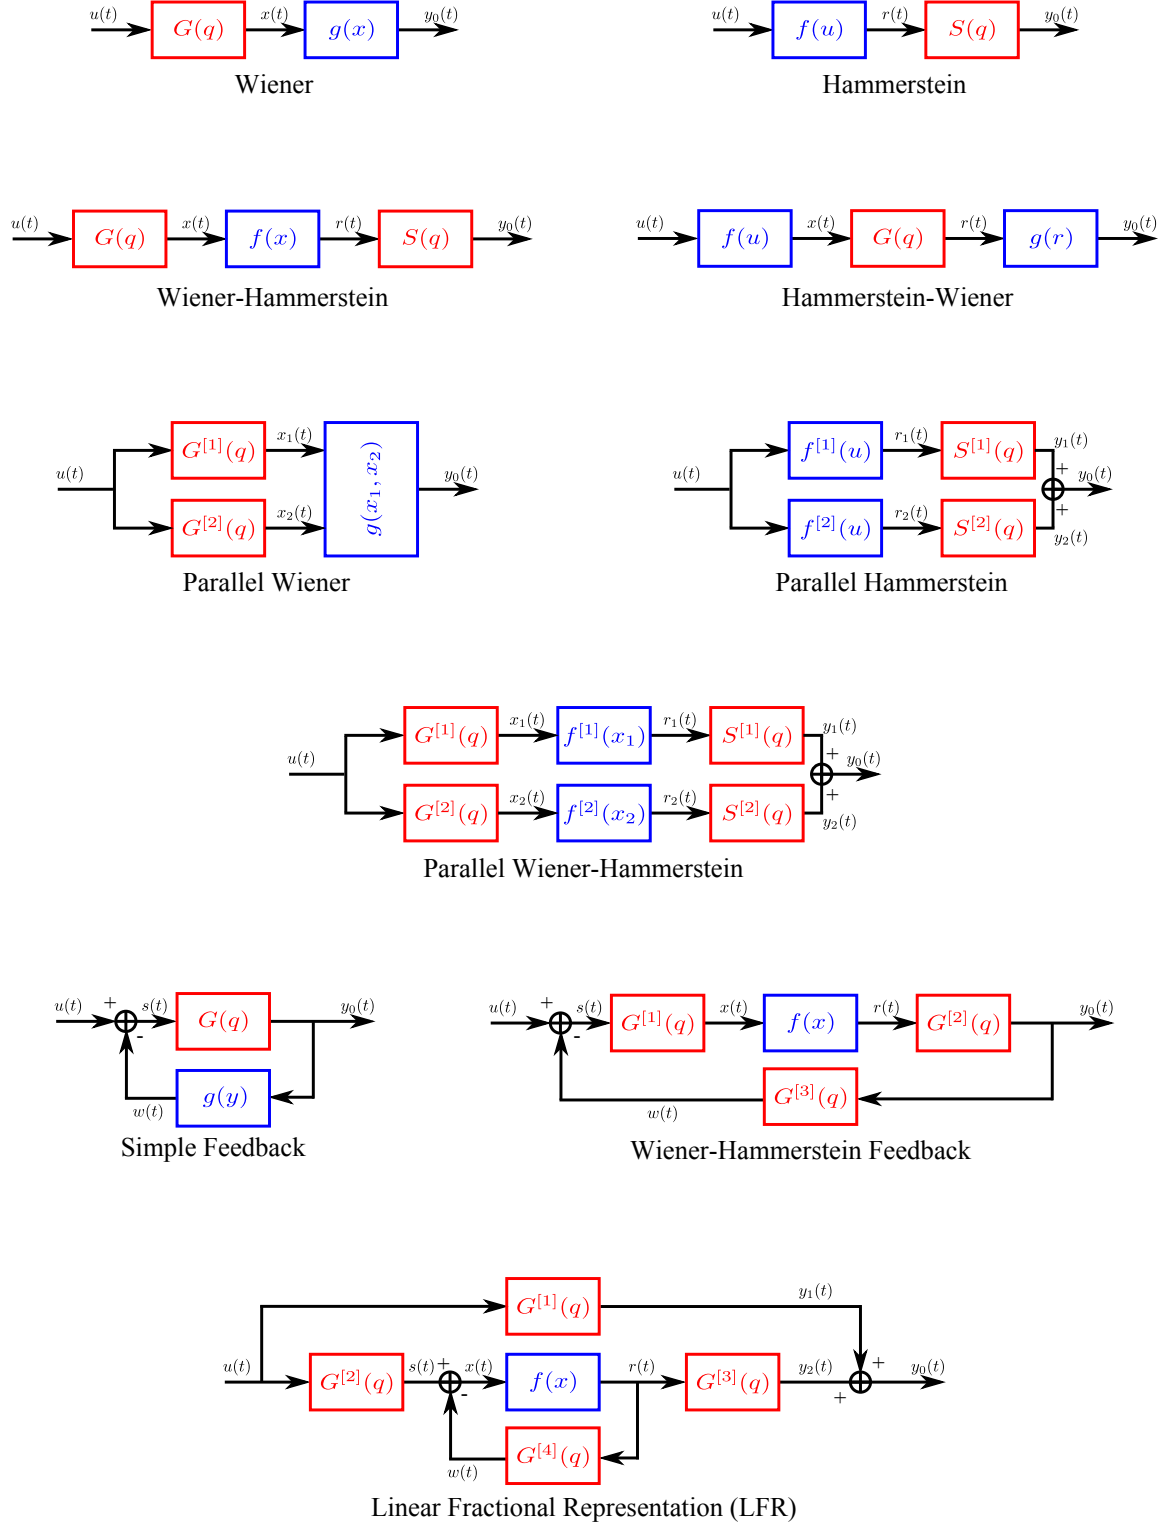 u(t) G(q) x(t) g(x) y₀(t)
Wiener
u(t) f(u) r(t) S(q) y₀(t)
Hammerstein
u(t) G(q) x(t) f(x) r(t) S(q) y₀(t)
Wiener-Hammerstein
u(t) f(u) x(t) G(q) r(t) g(r) y₀(t)
Hammerstein-Wiener
u(t)
G^[1](q) x₁(t)
G^[2](q) x₂(t)
g(x₁, x₂)
y₀(t)
Parallel Wiener
u(t)
f^[1](u) r₁(t) S^[1](q) y₁(t)
+
y₀(t)
+
f^[2](u) r₂(t) S^[2](q) y₂(t)
Parallel Hammerstein
u(t)
G^[1](q) x₁(t) f^[1](x₁) r₁(t) S^[1](q) y₁(t)
+
y₀(t)
+
G^[2](q) x₂(t) f^[2](x₂) r₂(t) S^[2](q) y₂(t)
Parallel Wiener-Hammerstein
u(t) + s(t) G(q) y₀(t)
-
w(t) g(y)
Simple Feedback
u(t) + s(t) G^[1](q) x(t) f(x) r(t) G^[2](q) y₀(t)
-
w(t) G^[3](q)
Wiener-Hammerstein Feedback
G^[1](q) y₁(t)
u(t) G^[2](q) s(t) + x(t) f(x) r(t) G^[3](q) y₂(t) + + y₀(t)
-
w(t) G^[4](q)
Linear Fractional Representation (LFR)